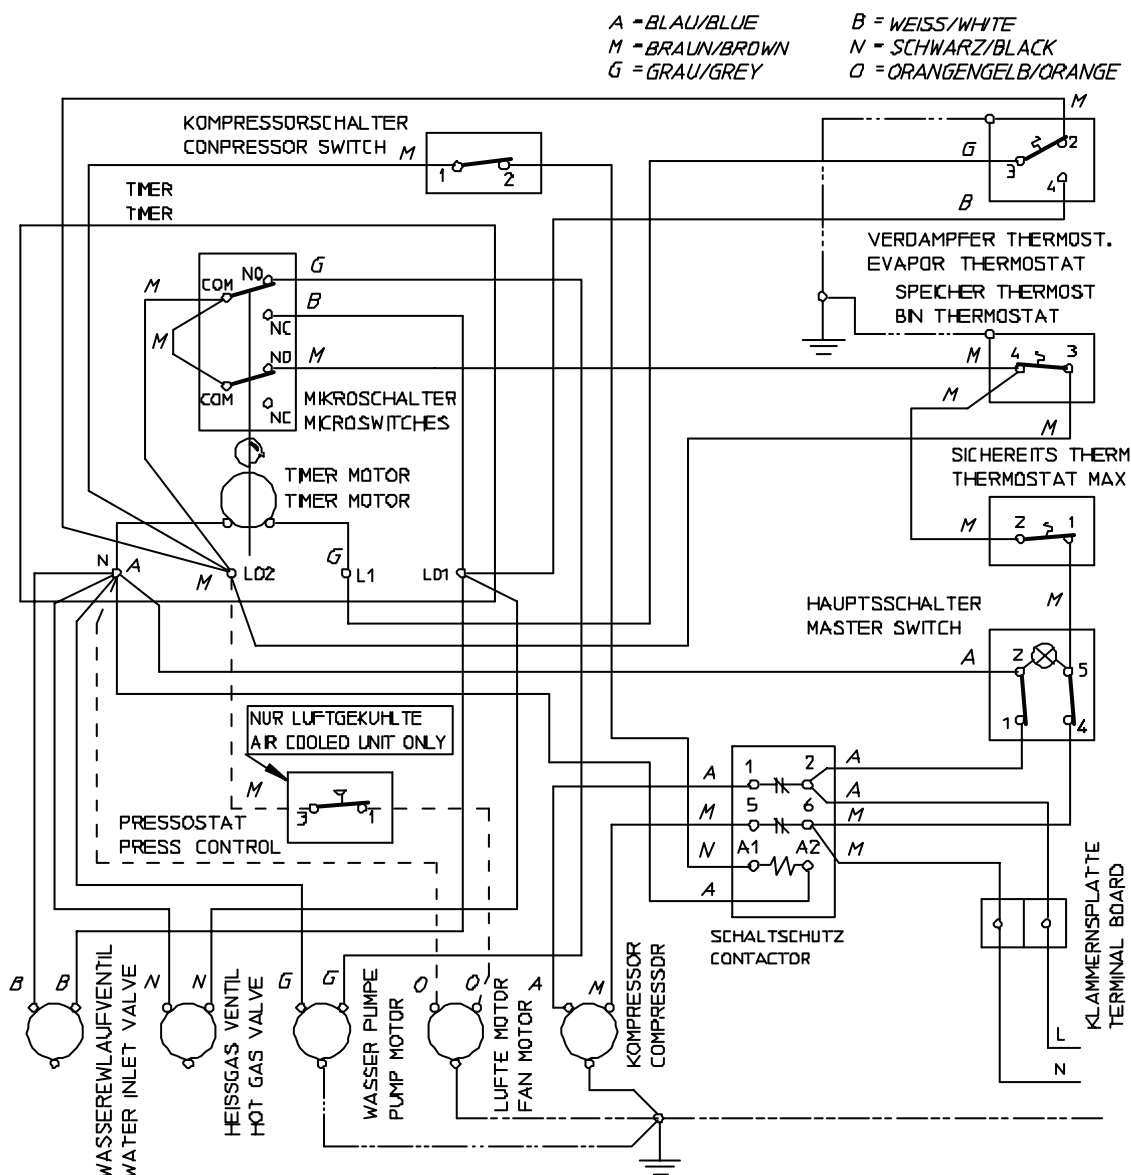 A = BLAU/BLUE
M = BRAUN/BROWN
G = GRAU/GREY
B = WEISS/WHITE
N = SCHWARZ/BLACK
O = ORANGENGELB/ORANGE
KOMPRESSORSCHALTER
CONPRESSOR SWITCH
M
1
2
M
G
B
2
3
4
VERDAMPFER THERMOST.
EVAPOR THERMOSTAT
SPEICHER THERMOST
BIN THERMOSTAT
TIMER
TIMER
M
M
COM
NO
NC
NO
COM
NC
G
B
M
MIKROSCHALTER
MICROSWITCHES
M
4
3
M
M
SICHEREITS THERM
THERMOSTAT MAX
M
2
1
M
TIMER MOTOR
TIMER MOTOR
N
A
M
LO2
G
L1
LO1
HAUPTSSCHALTER
MASTER SWITCH
A
2
5
1
4
NUR LUFTGEKUHLTE
AIR COOLED UNIT ONLY
M
3
1
PRESSOSTAT
PRESS CONTROL
A
1
2
A
A
M
5
6
M
M
N
A1
A2
A
SCHALTSCHUTZ
CONTACTOR
KLAMMERNSPLATTE
TERMINAL BOARD
L
N
B
B
WASSEREWLAUFVENTIL
WATER INLET VALVE
N
N
HEISSGAS VENTIL
HOT GAS VALVE
G
G
WASSER PUMPE
PUMP MOTOR
O
O
LUFTE MOTOR
FAN MOTOR
A
M
KOMPRESSOR
COMPRESSOR